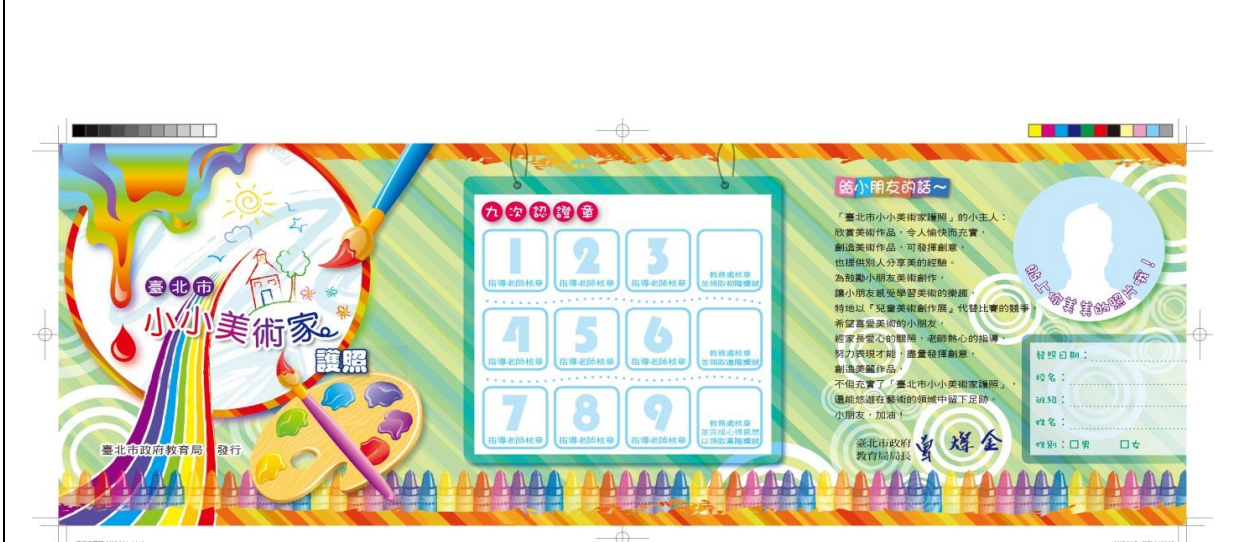 臺北市
小小美術家
護照
臺北市政府教育局 發行
九次認證章
1
指導老師核章
2
指導老師核章
3
指導老師核章
教務處核章
並領取初階獎狀
4
指導老師核章
5
指導老師核章
6
指導老師核章
教務處核章
並領取進階獎狀
7
指導老師核章
8
指導老師核章
9
指導老師核章
教務處核章
並完成心得感想
以領取高階獎狀
給小朋友的話~
「臺北市小小美術家護照」的小主人:
欣賞美術作品,令人愉快而充實,
創造美術作品,可發揮創意,
也提供別人分享美的經驗。
為鼓勵小朋友美術創作,
讓小朋友感受學習美術的樂趣,
特地以『兒童美術創作展』代替比賽的競爭,
希望喜愛美術的小朋友,
經家長愛心的關照,老師熱心的指導,
努力表現才能,盡量發揮創意,
創造美麗作品,
不但充實了「臺北市小小美術家護照」,
還能悠遊在藝術的領域中留下足跡。
小朋友,加油!
臺北市政府
教育局局長
曾燦金
貼上你美美的照片哦!
發照日期:
校名:
班級:
姓名:
性別:□男 □女